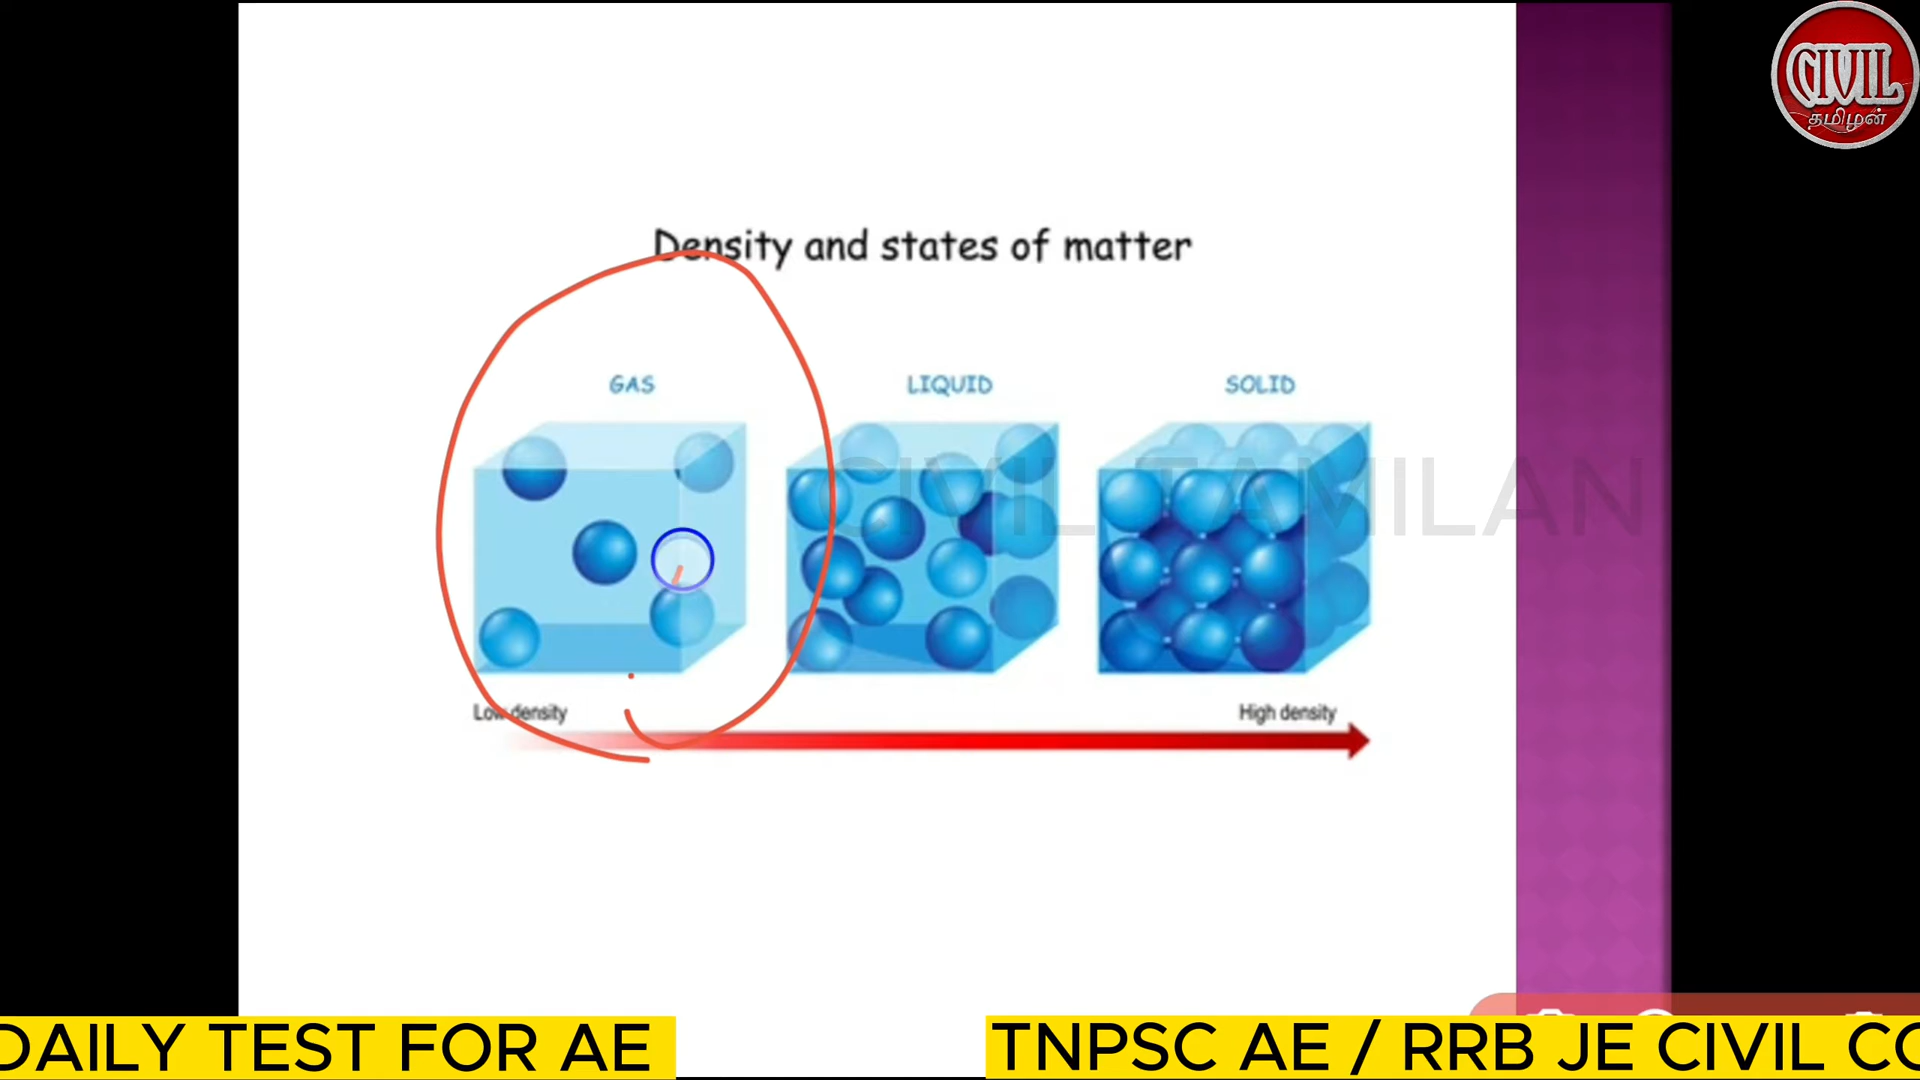 CIVIL
தமிழன்
Density and states of matter
GAS
LIQUID
SOLID
CIVIL TAMILAN
Low density
High density
DAILY TEST FOR AE
TNPSC AE / RRB JE CIVIL CO